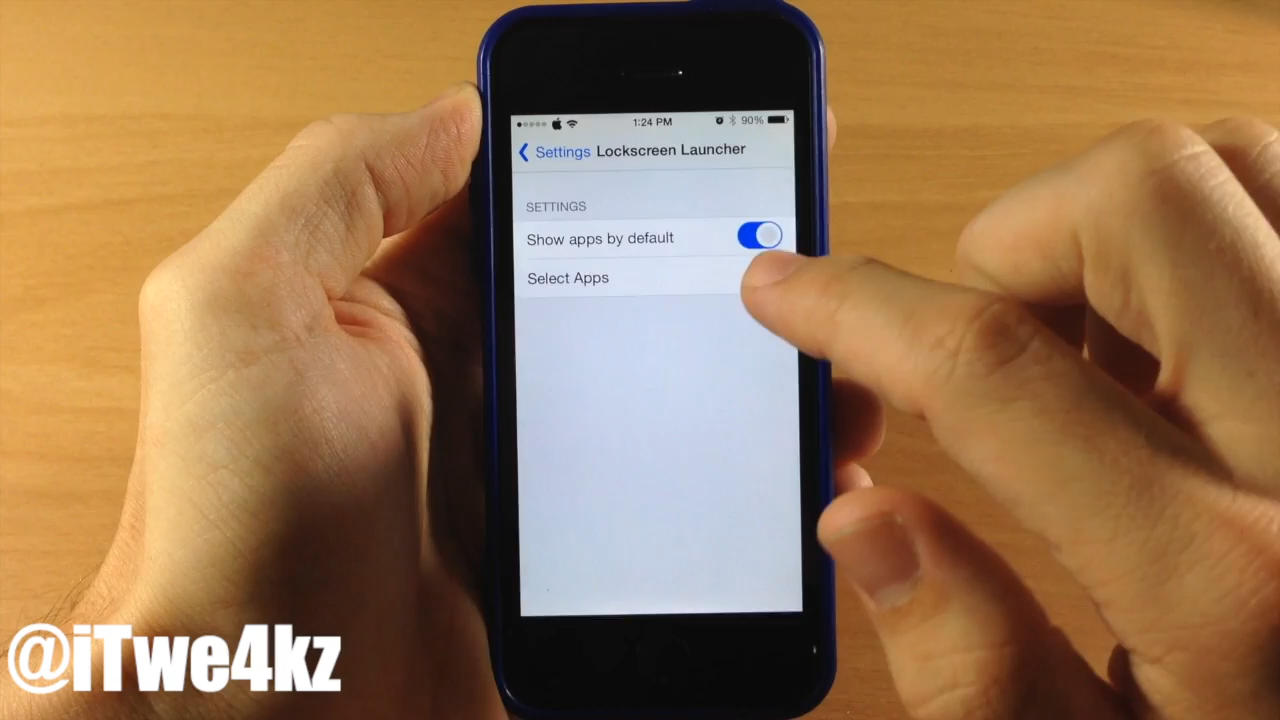 1:24 PM 90%
Settings Lockscreen Launcher
SETTINGS
Show apps by default
Select Apps
@iTwe4kz